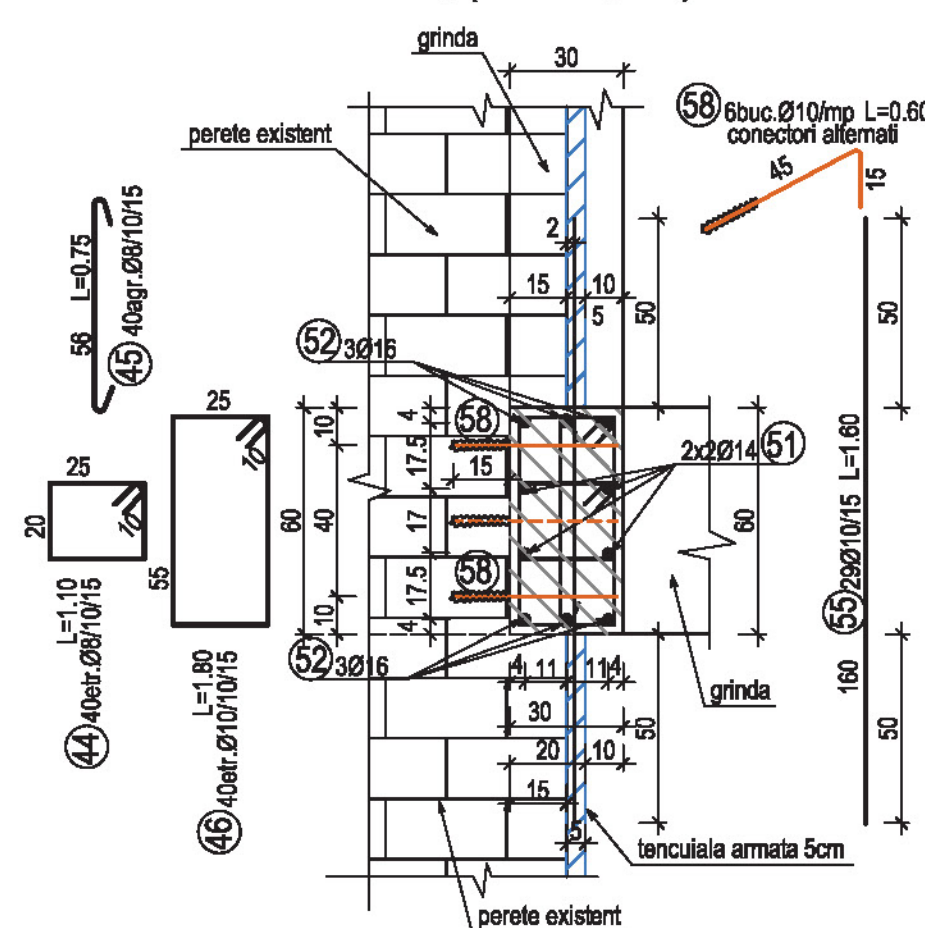 grinda
30
58 6buc.Ø10/mp L=0.60
conectori alternati
perete existent
45
15
L=0.75
56
45 40agr.Ø8/10/15
2
15
10
5
50
50
52 3Ø16
58
25
4
10
17.5
15
2x2Ø14 51
25
10
20
10
60
40
17
60
L=1.60
55 29Ø10/15
55
58
17.5
10
4
L=1.10
44 40etr.Ø8/10/15
52 3Ø16
4
11
11
4
160
L=1.80
46 40etr.Ø10/10/15
30
grinda
20
10
50
50
15
5
tencuiala armata 5cm
perete existent